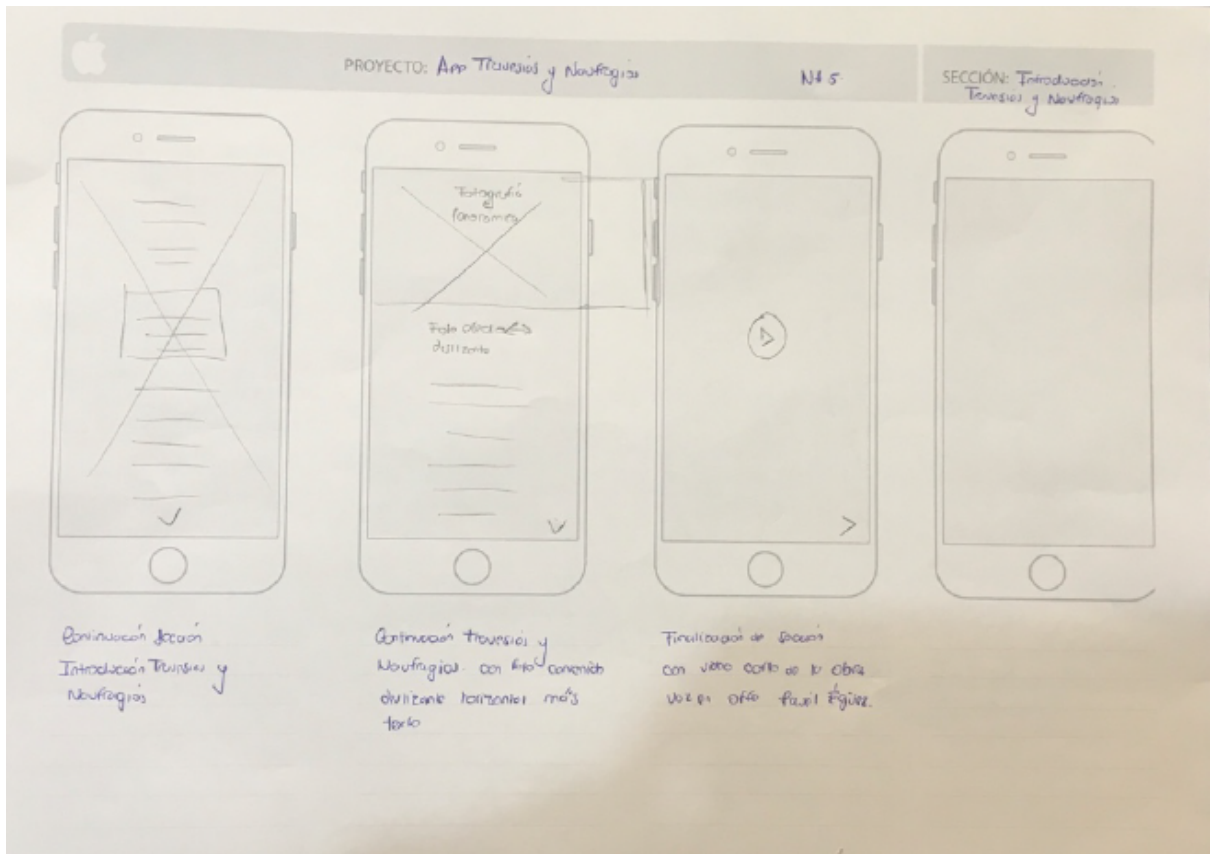 PROYECTO: App Travesías y Naufragios
Nº 5.
SECCIÓN: Introducción
Travesías y Naufragios
Fotografía
Panorámica
Foto
deslizante
Continuación sección
Introducción Travesías y
Naufragios
Continuación travesías y
Naufragios con foto
deslizante horizontal más
texto
Finalización de sección
con video corto de la obra
voz en off